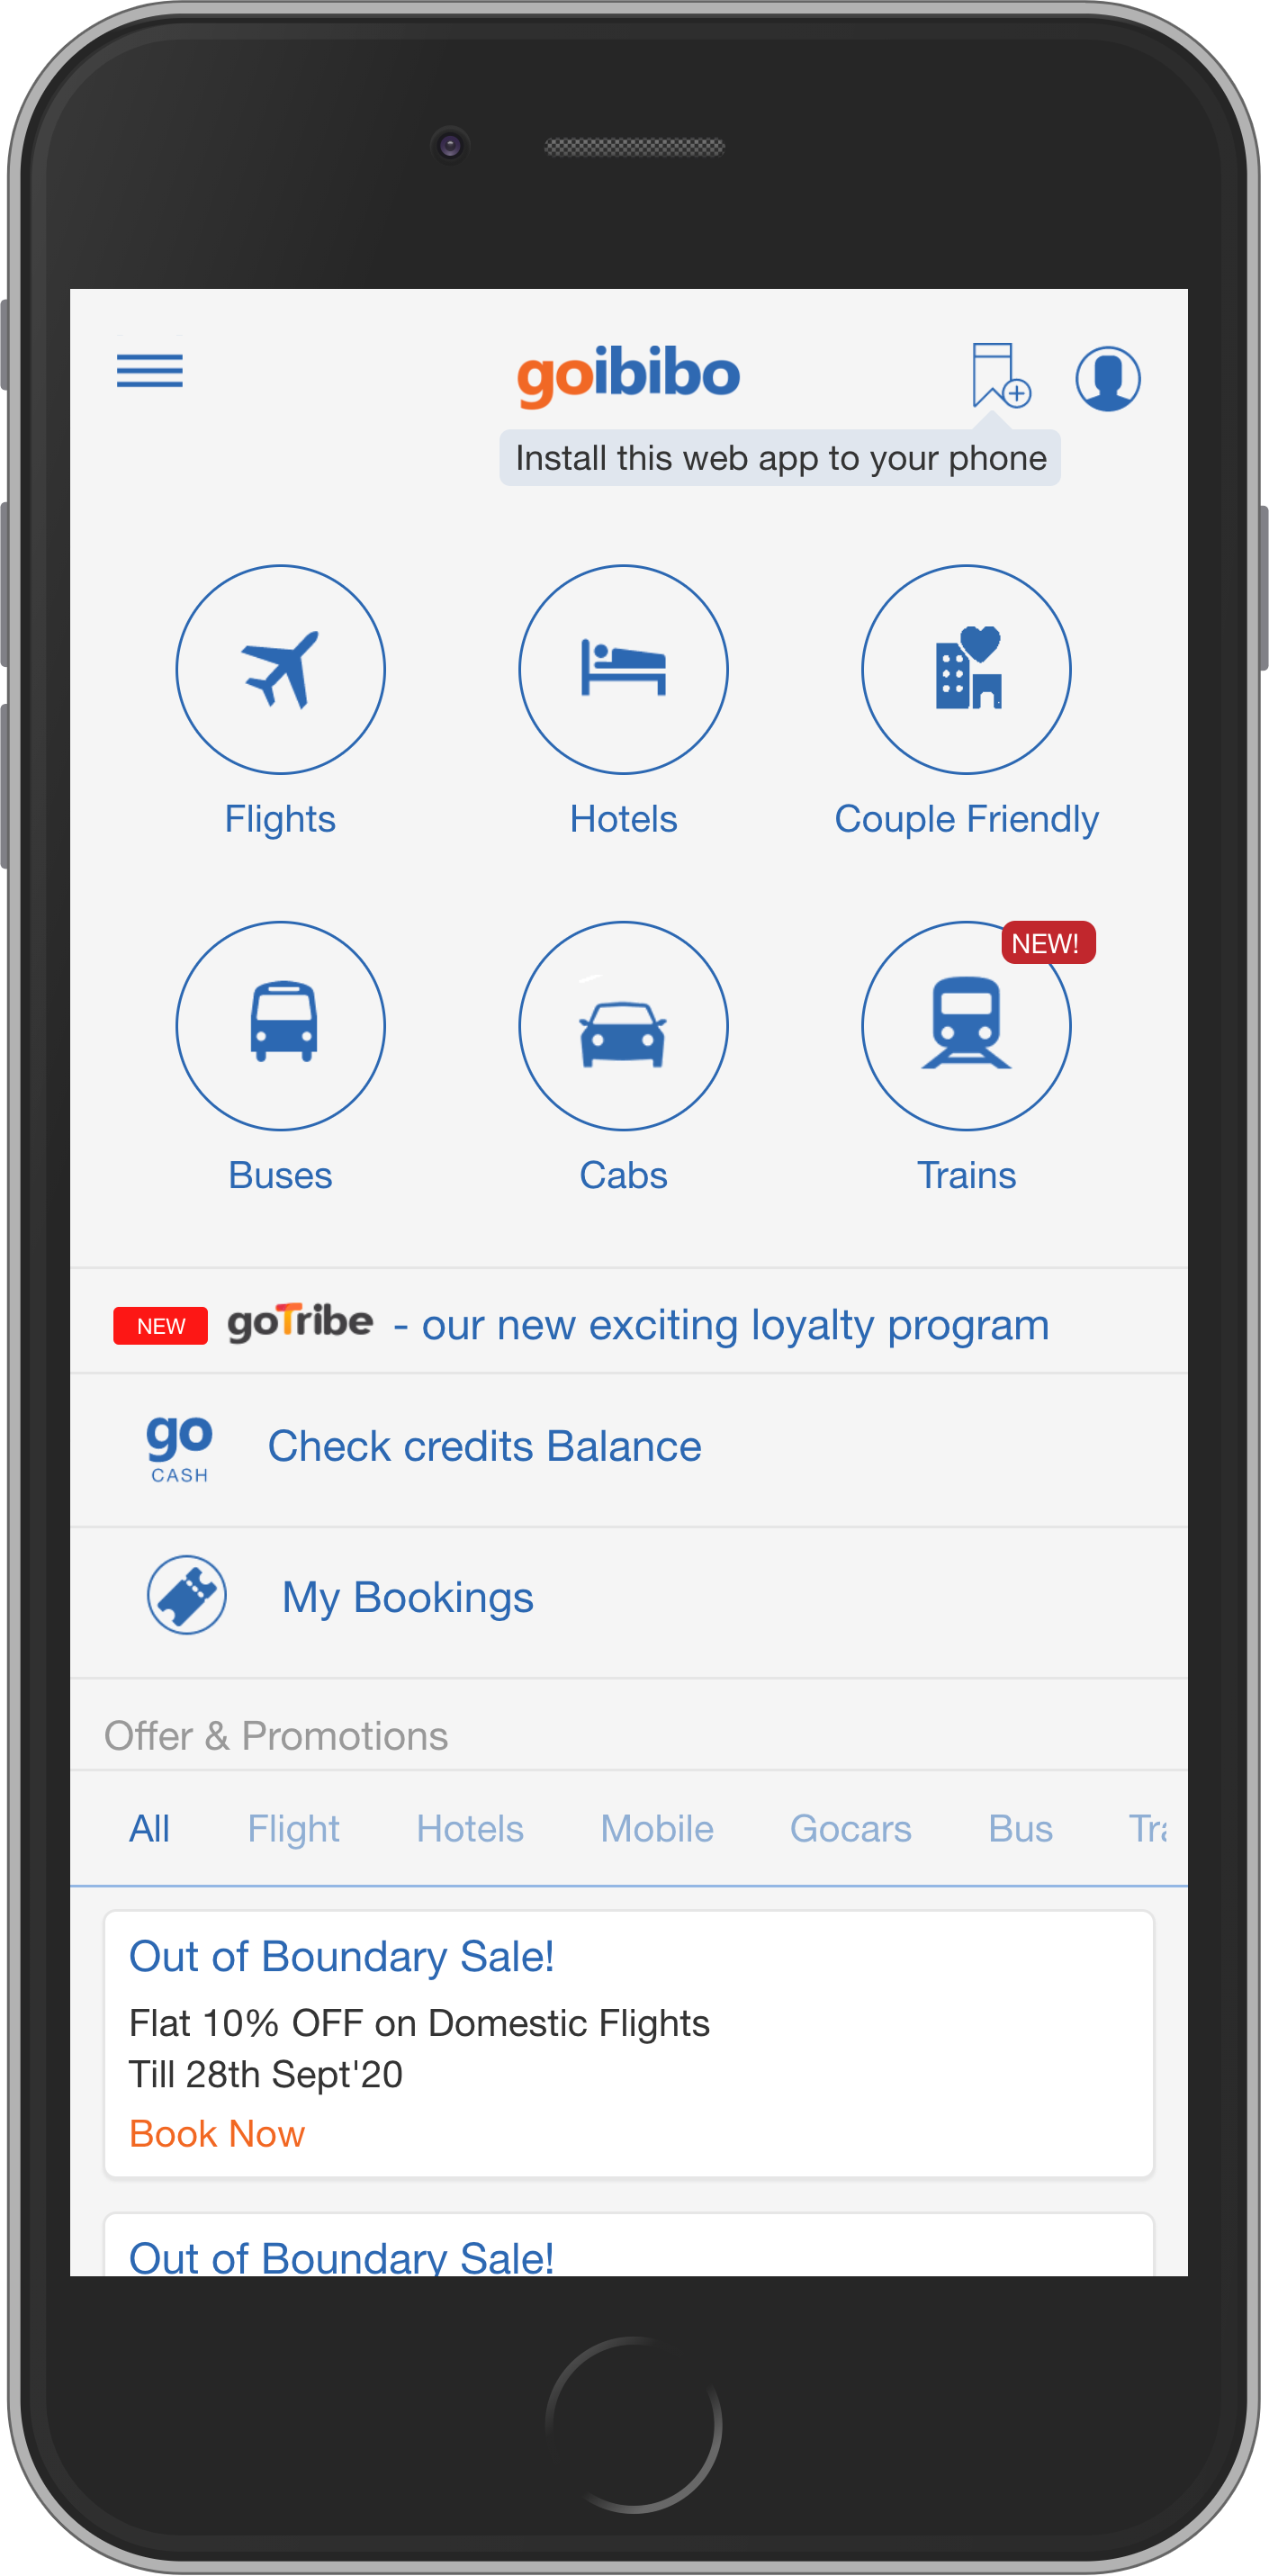 goibibo
Install this web app to your phone
Flights
Hotels
Couple Friendly
NEW!
Buses
Cabs
Trains
NEW goTribe - our new exciting loyalty program
go
CASH
Check credits Balance
My Bookings
Offer & Promotions
All Flight Hotels Mobile Gocars Bus
Out of Boundary Sale!
Flat 10% OFF on Domestic Flights
Till 28th Sept'20
Book Now
Out of Boundary Sale!